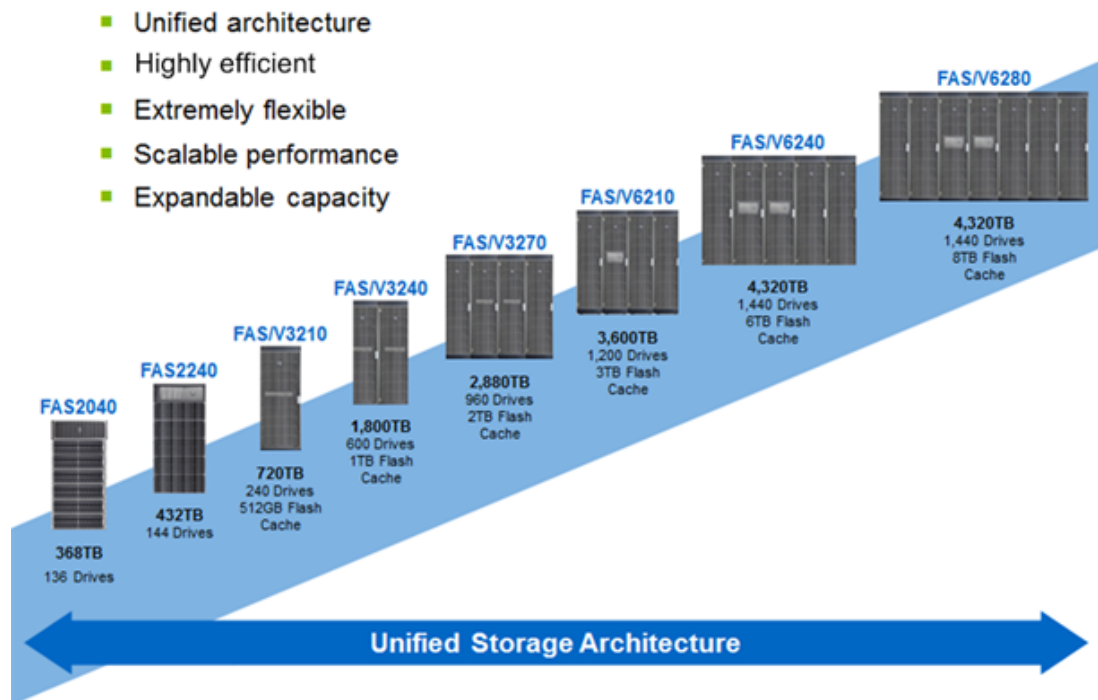 Unified architecture
Highly efficient
Extremely flexible
Scalable performance
Expandable capacity
FAS2040
368TB
136 Drives
FAS2240
432TB
144 Drives
FAS/V3210
720TB
240 Drives
512GB Flash
Cache
FAS/V3240
1,800TB
600 Drives
1TB Flash
Cache
FAS/V3270
2,880TB
960 Drives
2TB Flash
Cache
FAS/V6210
3,600TB
1,200 Drives
3TB Flash
Cache
FAS/V6240
4,320TB
1,440 Drives
6TB Flash
Cache
FAS/V6280
4,320TB
1,440 Drives
8TB Flash
Cache
Unified Storage Architecture